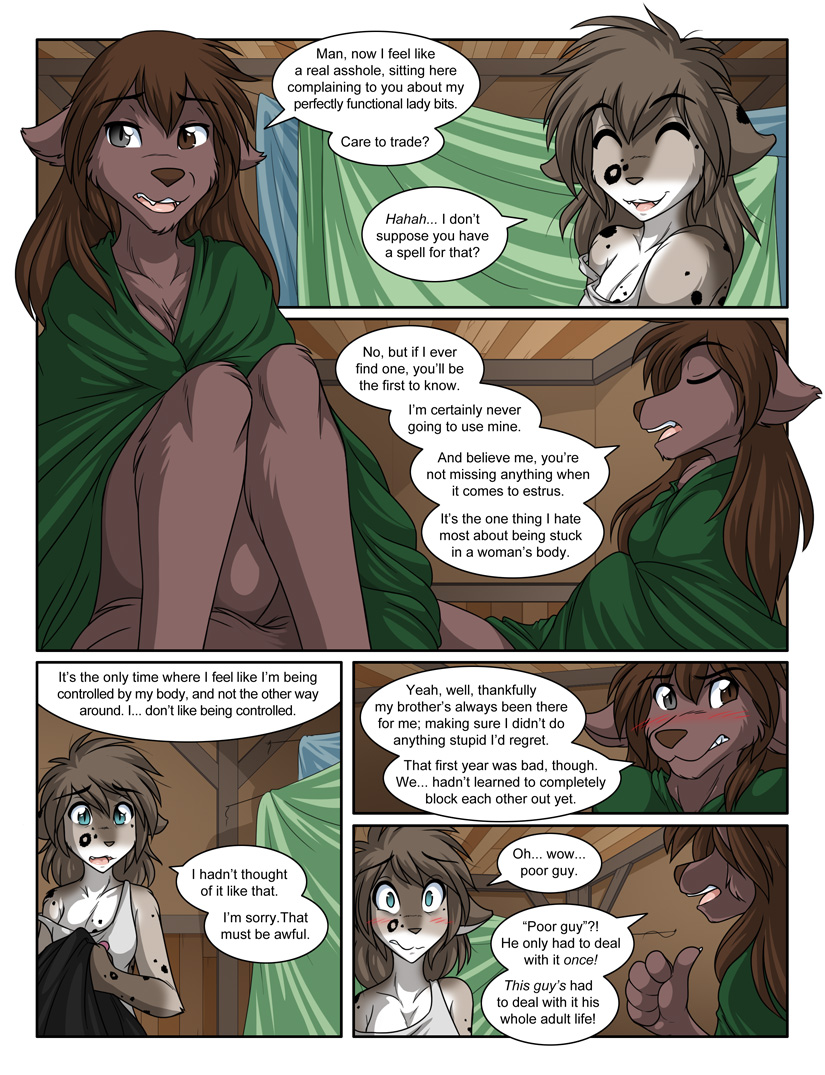 Man, now I feel like
a real asshole, sitting here
complaining to you about my
perfectly functional lady bits.
Care to trade?
Hahah... I don't
suppose you have
a spell for that?
No, but if I ever
find one, you'll be
the first to know.
I'm certainly never
going to use mine.
And believe me, you're
not missing anything when
it comes to estrus.
It's the one thing I hate
most about being stuck
in a woman's body.
It's the only time where I feel like I'm being
controlled by my body, and not the other way
around. I... don't like being controlled.
I hadn't thought
of it like that.
I'm sorry.That
must be awful.
Yeah, well, thankfully
my brother's always been there
for me; making sure I didn't do
anything stupid I'd regret.
That first year was bad, though.
We... hadn't learned to completely
block each other out yet.
Oh... wow...
poor guy.
“Poor guy”?!
He only had to deal
with it once!
This guy's had
to deal with it his
whole adult life!